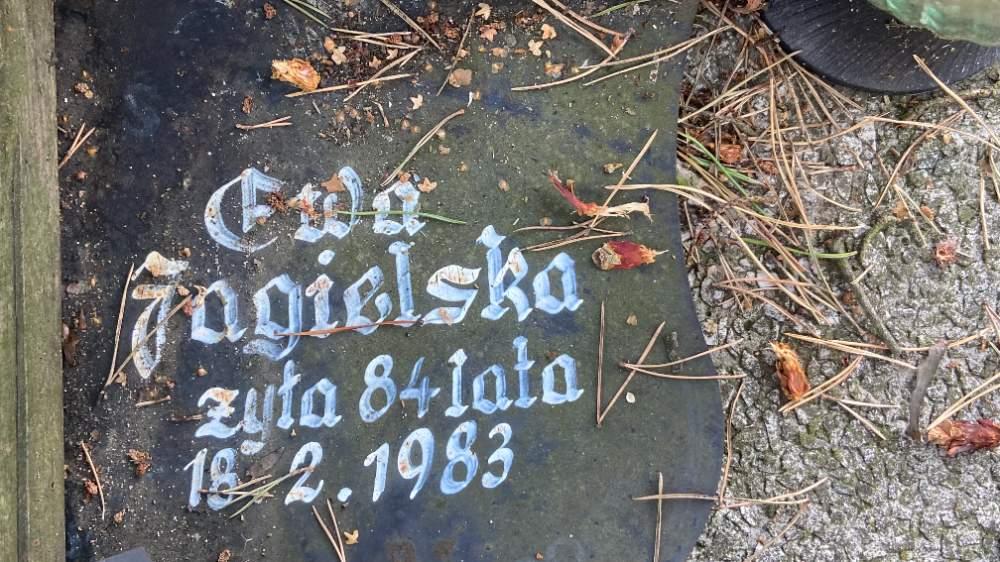 Ewa
Jagielska
żyła 84 lata
18.2.1983